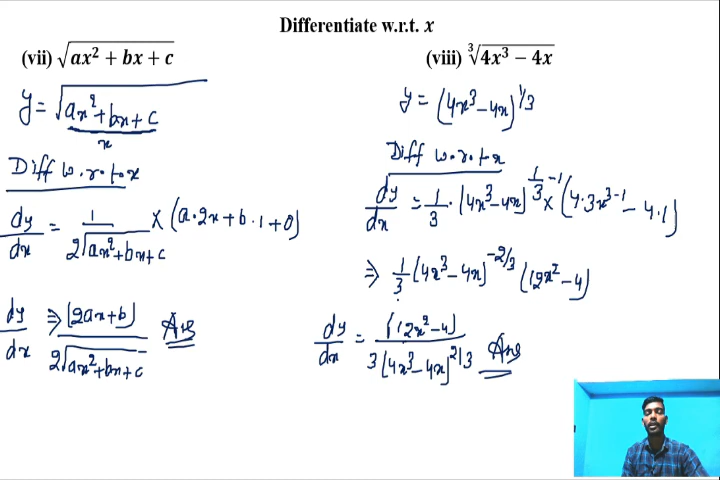 Differentiate w.r.t. x
(vii) √ax² + bx + c
y = √ax²+bx+c
x
Diff w.r.to x
dy/dx = 1/2√ax²+bx+c × (a·2x+b·1+0)
dy/dx ⇒ (2ax+b)/2√ax²+bx+c Ans
(viii) ³√4x³ − 4x
y = (4x³−4x)^1/3
Diff w.r.to x
dy/dx = 1/3·(4x³−4x)^1/3−1 × (4·3x³⁻¹ − 4·1)
⇒ 1/3(4x³−4x)^−2/3 (12x²−4)
dy/dx = (12x²−4)/3(4x³−4x)^2/3 Ans